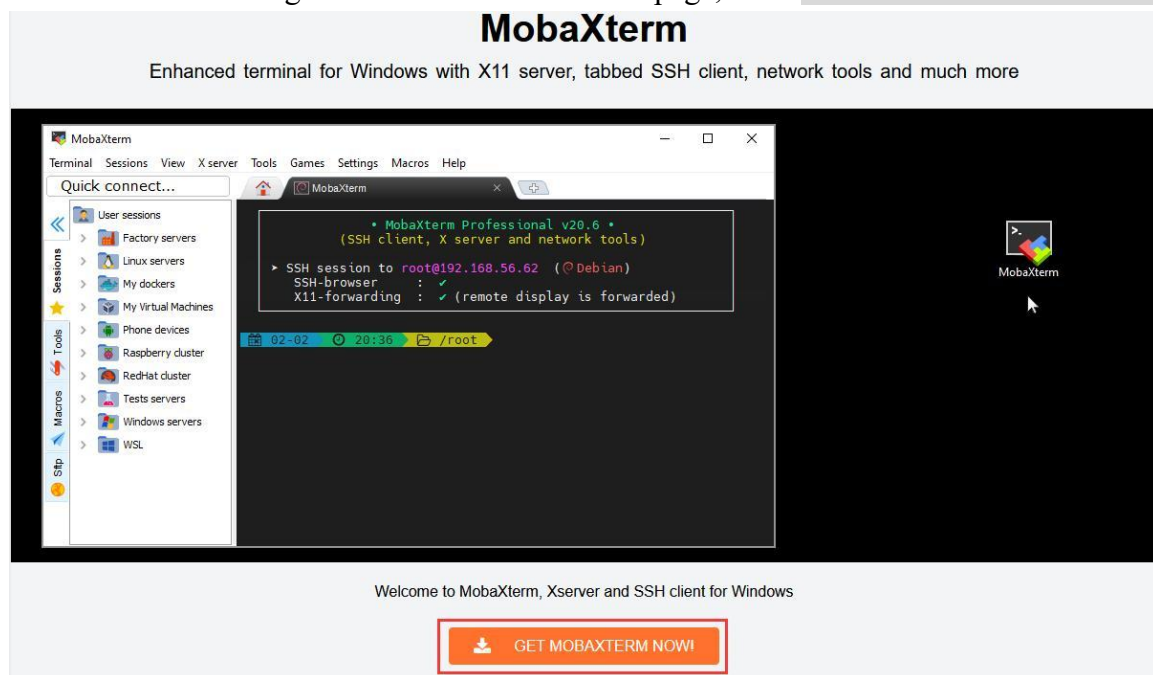 MobaXterm
Enhanced terminal for Windows with X11 server, tabbed SSH client, network tools and much more
MobaXterm
Terminal Sessions View X server Tools Games Settings Macros Help
Quick connect...
MobaXterm
User sessions
Factory servers
Linux servers
My dockers
My Virtual Machines
Phone devices
Raspberry cluster
RedHat cluster
Tests servers
Windows servers
WSL
Sessions
Tools
Macros
Sftp
• MobaXterm Professional v20.6 •
(SSH client, X server and network tools)
➤ SSH session to root@192.168.56.62 (Debian)
SSH-browser : ✔
X11-forwarding : ✔ (remote display is forwarded)
02-02 20:36 /root
MobaXterm
Welcome to MobaXterm, Xserver and SSH client for Windows
GET MOBAXTERM NOW!